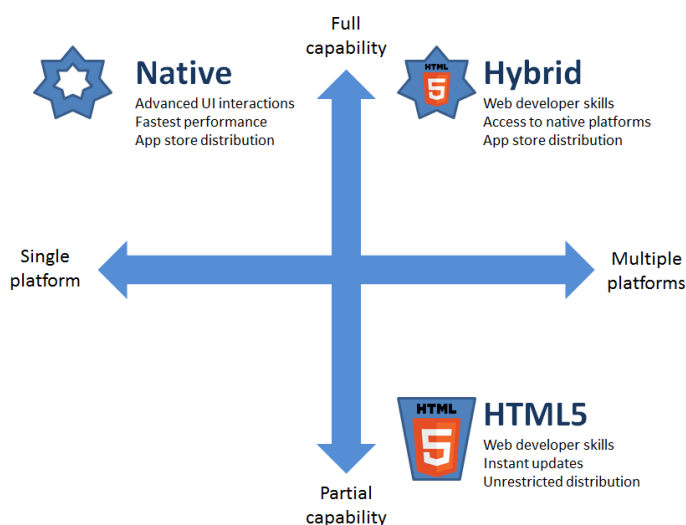 Full
capability
Native
Advanced UI interactions
Fastest performance
App store distribution
HTML
5
Hybrid
Web developer skills
Access to native platforms
App store distribution
Single
platform
Multiple
platforms
HTML
5
HTML5
Web developer skills
Instant updates
Unrestricted distribution
Partial
capability